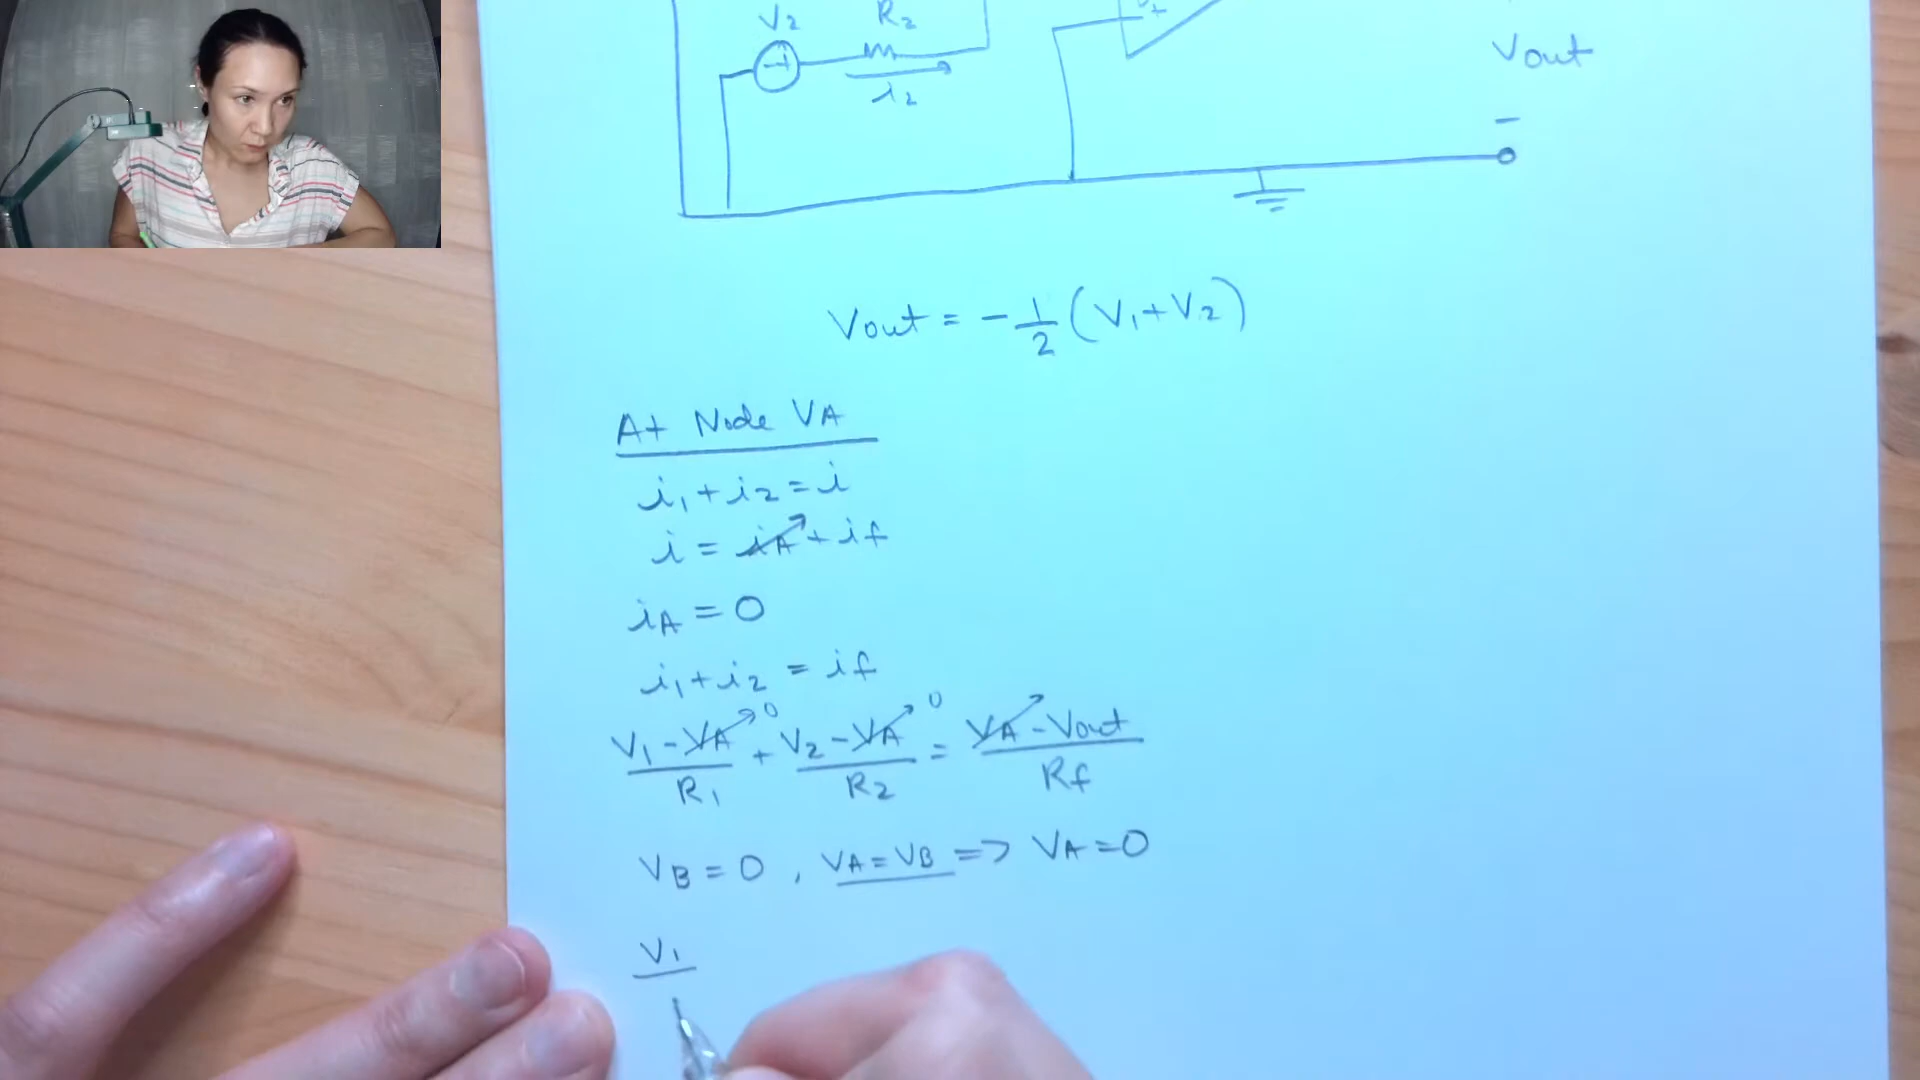 V2 R2
- + V+
i2
Vout
-
Vout = - 1/2 (V1 + V2)
At Node VA
i1 + i2 = i
i = iA + if
iA = 0
i1 + i2 = if
0 0
V1 - VA / R1 + V2 - VA / R2 = VA - Vout / Rf
VB = 0 , VA = VB => VA = 0
V1